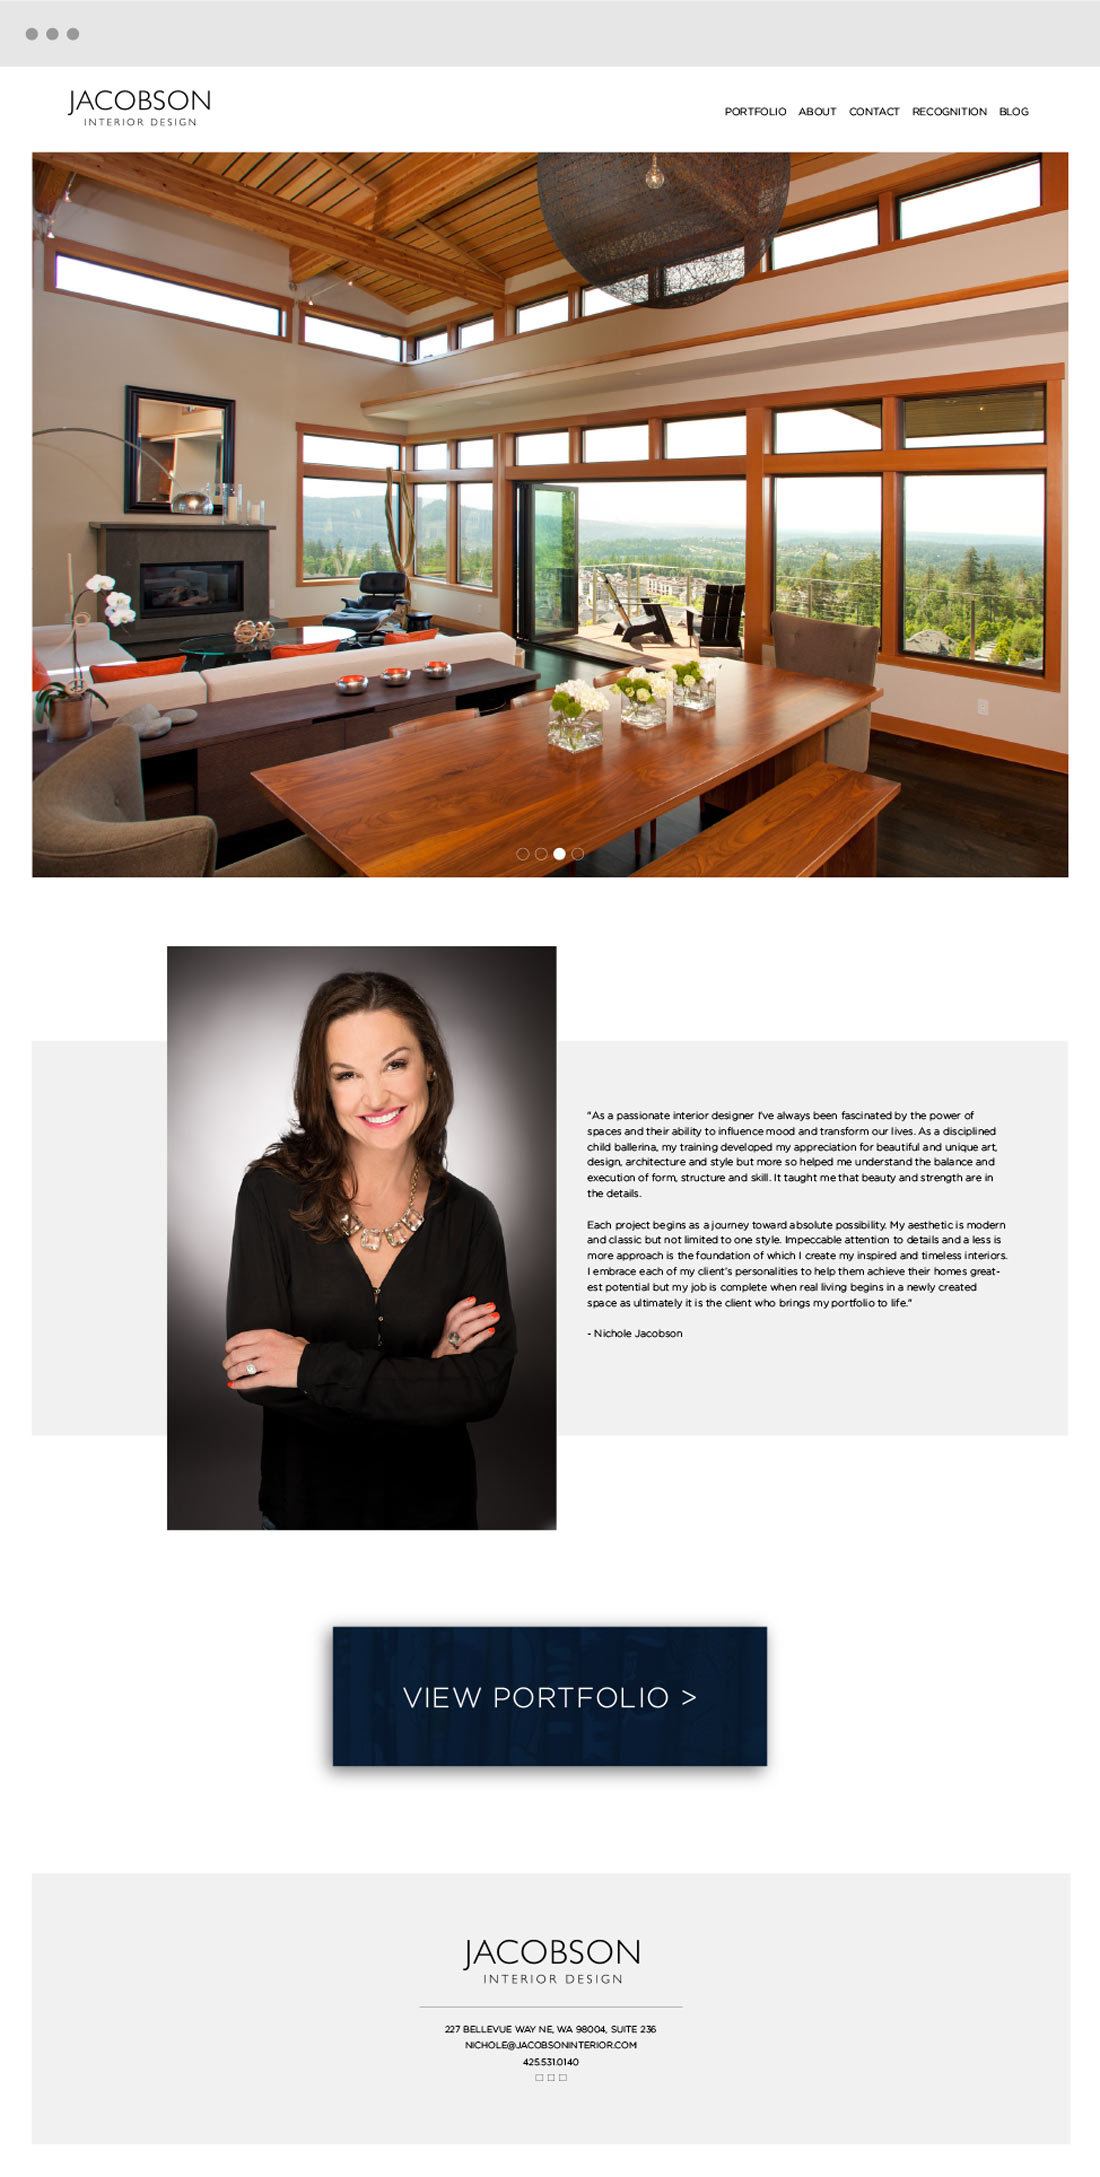 JACOBSON
INTERIOR DESIGN
PORTFOLIO ABOUT CONTACT RECOGNITION BLOG
"As a passionate interior designer I've always been fascinated by the power of
spaces and their ability to influence mood and transform our lives. As a disciplined
child ballerina, my training developed my appreciation for beautiful and unique art,
design, architecture and style but more so helped me understand the balance and
execution of form, structure and skill. It taught me that beauty and strength are in
the details.
Each project begins as a journey toward absolute possibility. My aesthetic is modern
and classic but not limited to one style. Impeccable attention to details and a less is
more approach is the foundation of which I create my inspired and timeless interiors.
I embrace each of my client's personalities to help them achieve their homes great-
est potential but my job is complete when real living begins in a newly created
space as ultimately it is the client who brings my portfolio to life."
- Nichole Jacobson
VIEW PORTFOLIO >
JACOBSON
INTERIOR DESIGN
227 BELLEVUE WAY NE, WA 98004, SUITE 236
NICHOLE@JACOBSONINTERIOR.COM
425.531.0140